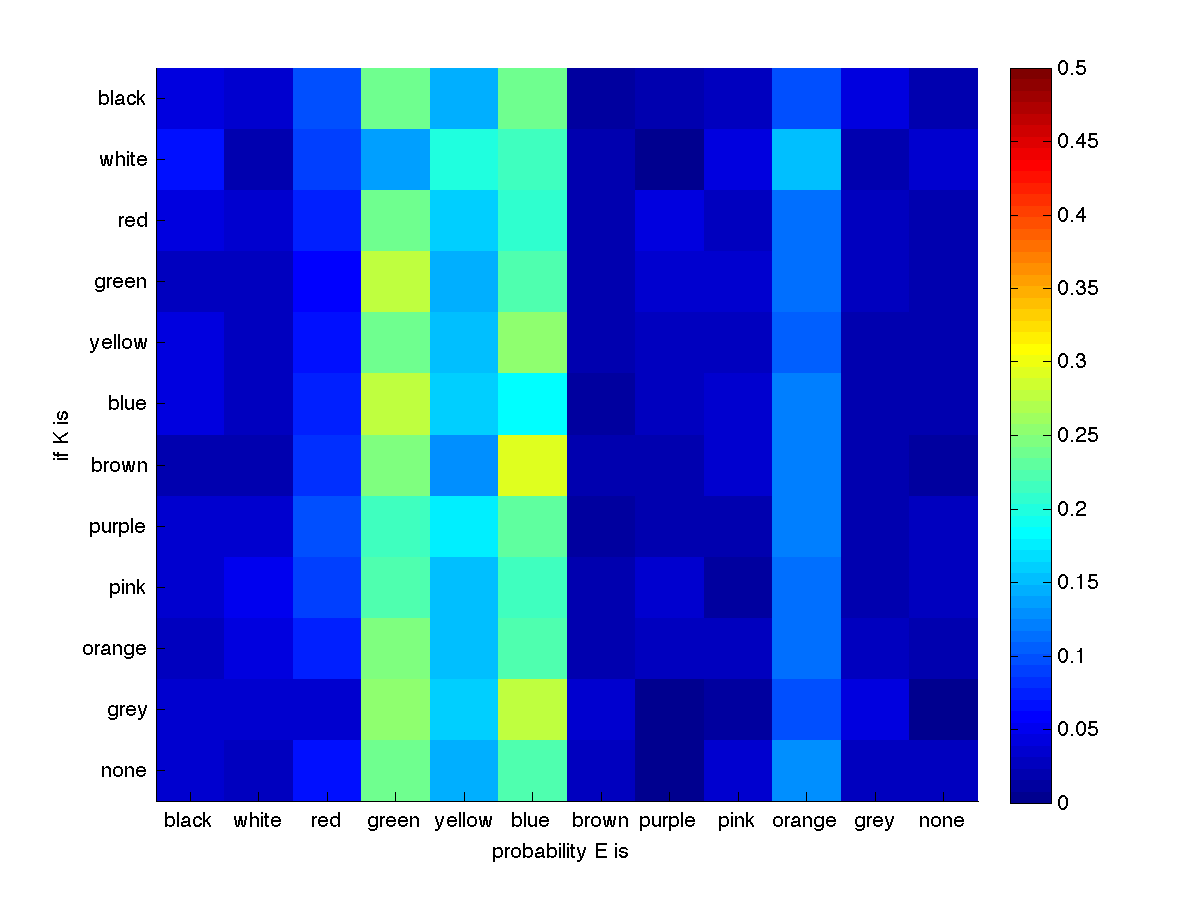 black
white
red
green
yellow
blue
brown
purple
pink
orange
grey
none
if K is
black white red green yellow blue brown purple pink orange grey none
probability E is
0.5
0.45
0.4
0.35
0.3
0.25
0.2
0.15
0.1
0.05
0